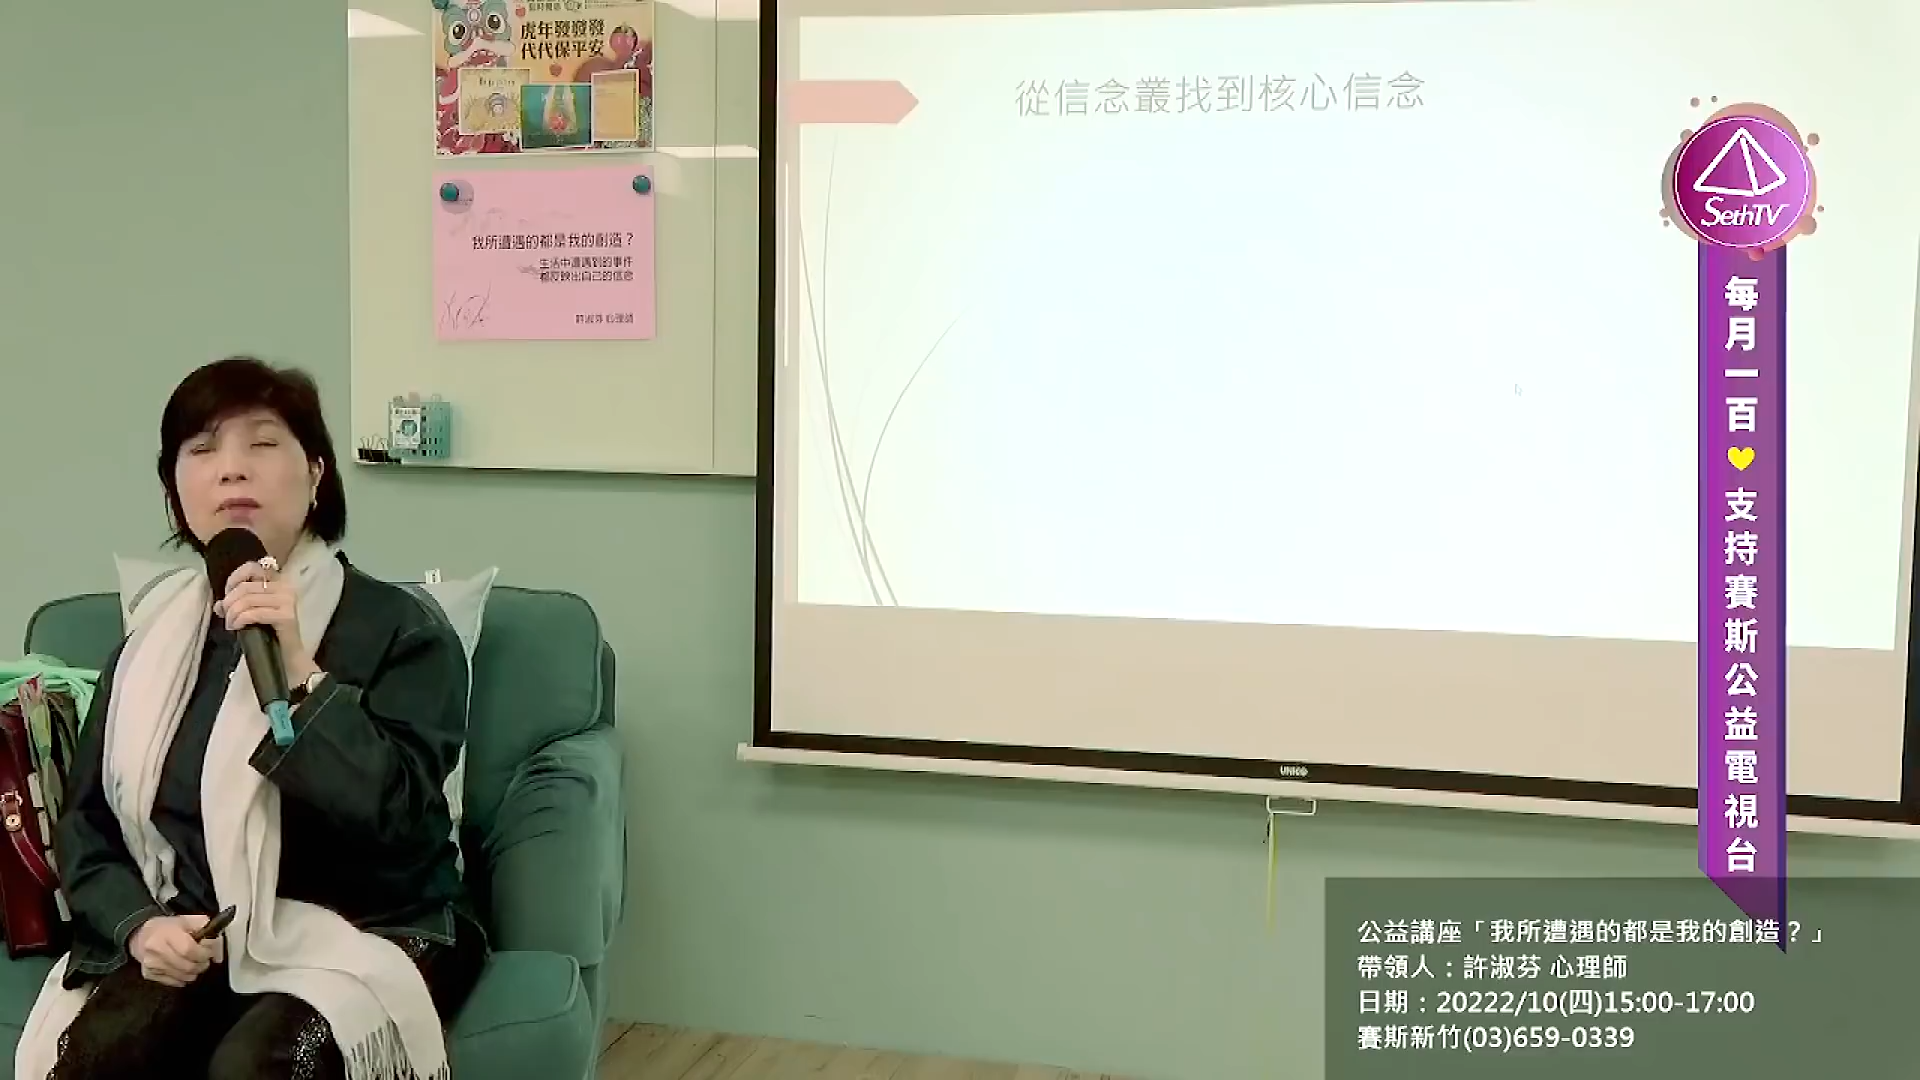 虎年發發發
代代保平安
我所遭遇的都是我的創造？
生活中遭遇到的事件
都反映出自己的信念
許淑芬 心理師
從信念叢找到核心信念
UNICO
SethTV
每月一百💛支持賽斯公益電視台
公益講座「我所遭遇的都是我的創造？」
帶領人：許淑芬 心理師
日期：20222/10(四)15:00-17:00
賽斯新竹(03)659-0339